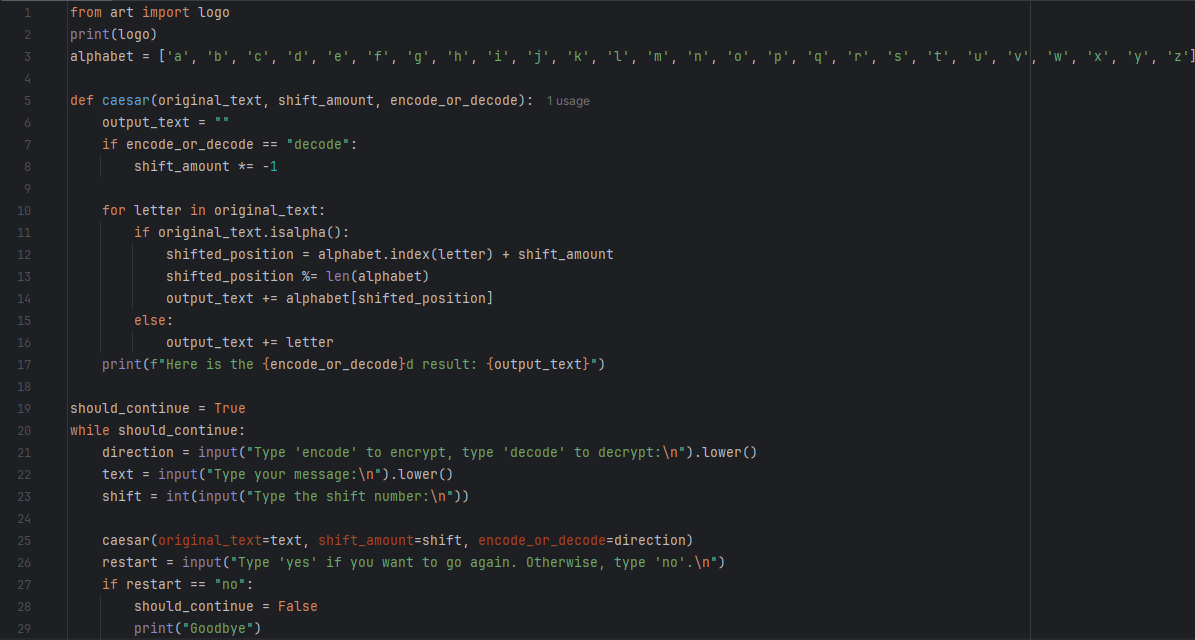 1 from art import logo
2 print(logo)
3 alphabet = ['a', 'b', 'c', 'd', 'e', 'f', 'g', 'h', 'i', 'j', 'k', 'l', 'm', 'n', 'o', 'p', 'q', 'r', 's', 't', 'u', 'v', 'w', 'x', 'y', 'z']
4
5 def caesar(original_text, shift_amount, encode_or_decode): 1 usage
6     output_text = ""
7     if encode_or_decode == "decode":
8         shift_amount *= -1
9
10     for letter in original_text:
11         if original_text.isalpha():
12             shifted_position = alphabet.index(letter) + shift_amount
13             shifted_position %= len(alphabet)
14             output_text += alphabet[shifted_position]
15         else:
16             output_text += letter
17     print(f"Here is the {encode_or_decode}d result: {output_text}")
18
19 should_continue = True
20 while should_continue:
21     direction = input("Type 'encode' to encrypt, type 'decode' to decrypt:\n").lower()
22     text = input("Type your message:\n").lower()
23     shift = int(input("Type the shift number:\n"))
24
25     caesar(original_text=text, shift_amount=shift, encode_or_decode=direction)
26     restart = input("Type 'yes' if you want to go again. Otherwise, type 'no'.\n")
27     if restart == "no":
28         should_continue = False
29         print("Goodbye")